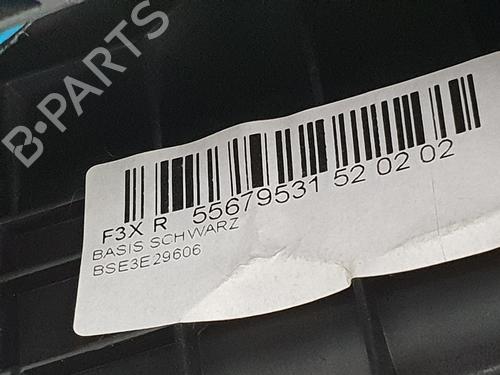 B·PARTS
F3X R 55679531 52 02 02
BASIS SCHWARZ
BSE3E29606